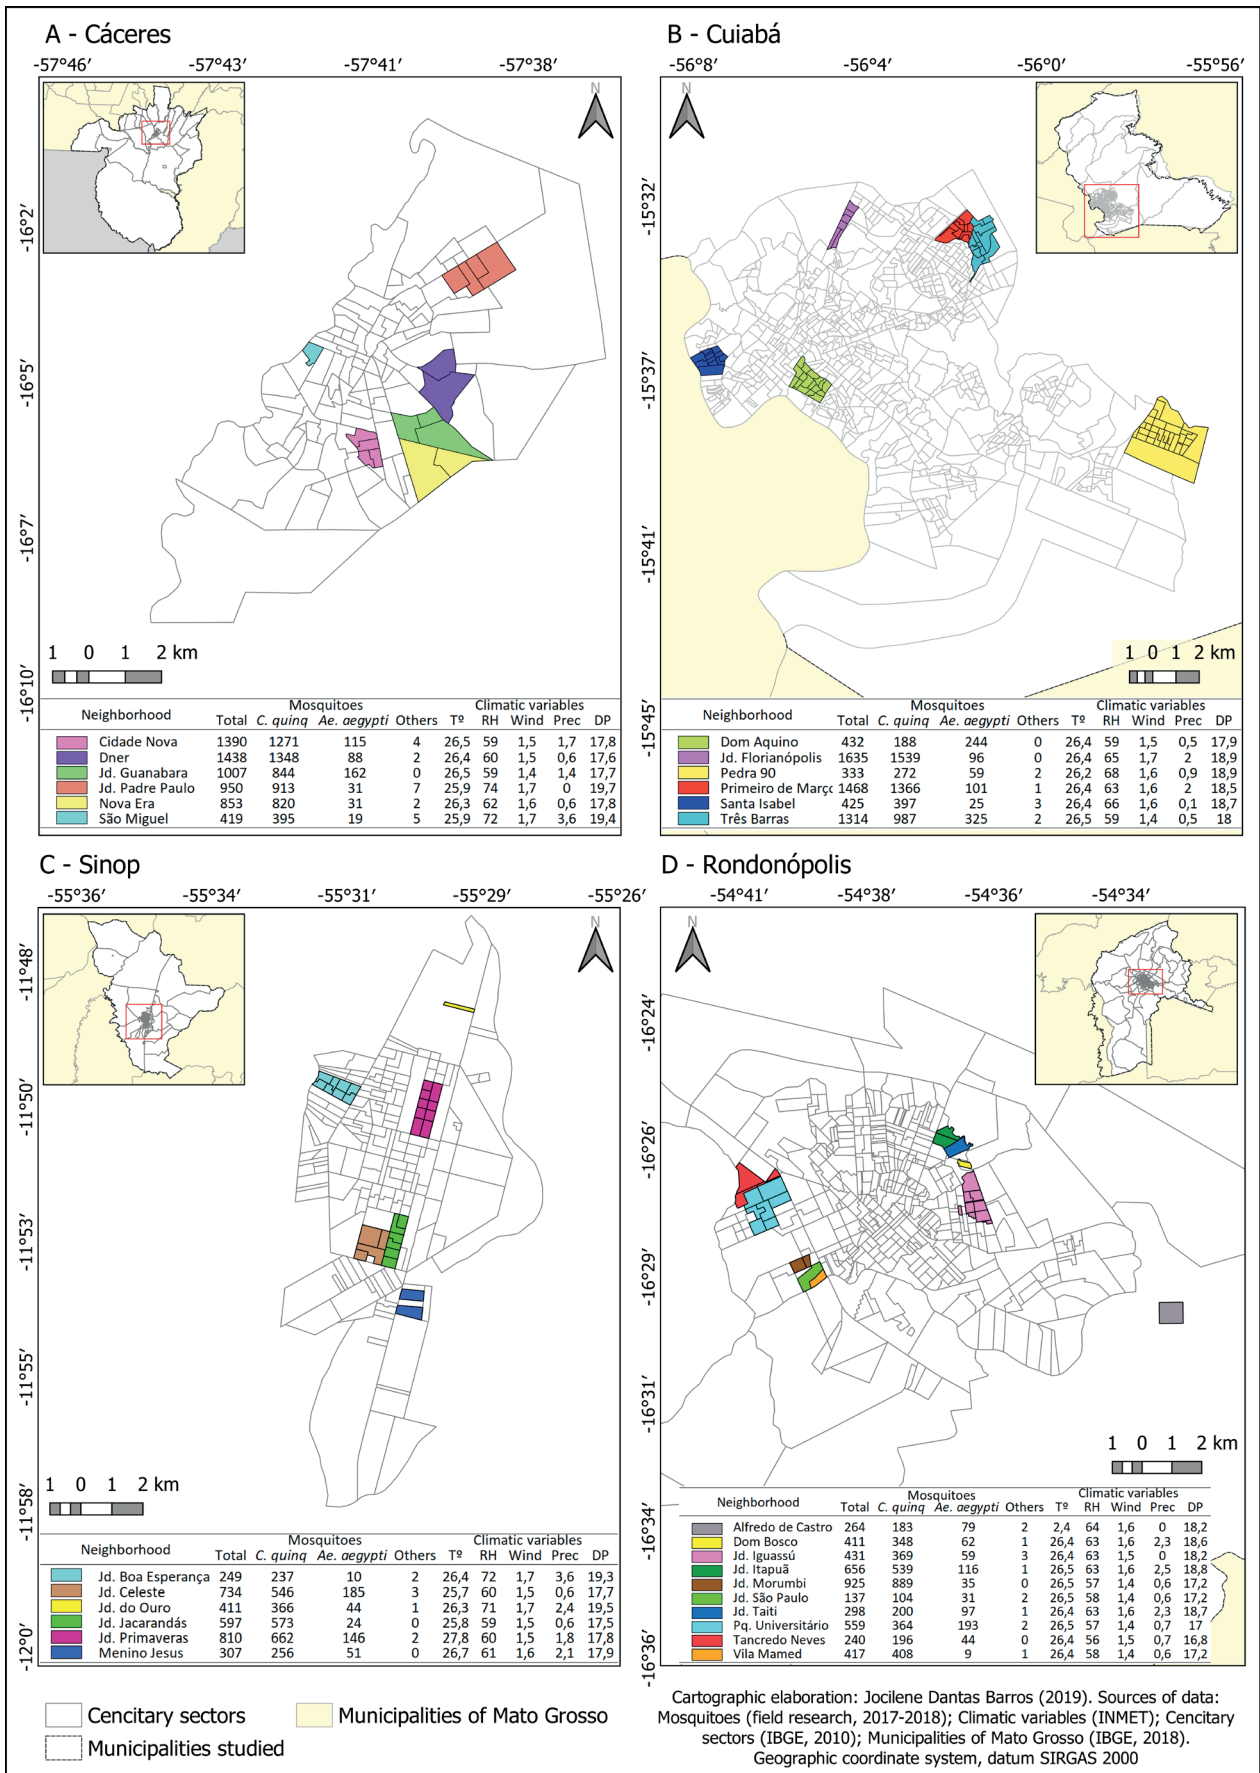 A - Cáceres
-57°46′ -57°43′ -57°41′ -57°38′
N
-16°2′
-16°5′
-16°7′
-16°10′
1 0 1 2 km
Neighborhood Mosquitoes Climatic variables
Total C. quinq Ae. aegypti Others Tº RH Wind Prec DP
Cidade Nova 1390 1271 115 4 26,5 59 1,5 1,7 17,8
Dner 1438 1348 88 2 26,4 60 1,5 0,6 17,6
Jd. Guanabara 1007 844 162 0 26,5 59 1,4 1,4 17,7
Jd. Padre Paulo 950 913 31 7 25,9 74 1,7 0 19,7
Nova Era 853 820 31 2 26,3 62 1,6 0,6 17,8
São Miguel 419 395 19 5 25,9 72 1,7 3,6 19,4
B - Cuiabá
-56°8′ -56°4′ -56°0′ -55°56′
N
-15°32′
-15°37′
-15°41′
-15°45′
1 0 1 2 km
Neighborhood Mosquitoes Climatic variables
Total C. quinq Ae. aegypti Others Tº RH Wind Prec DP
Dom Aquino 432 188 244 0 26,4 59 1,5 0,5 17,9
Jd. Florianópolis 1635 1539 96 0 26,4 65 1,7 2 18,9
Pedra 90 333 272 59 2 26,2 68 1,6 0,9 18,9
Primeiro de Març 1468 1366 101 1 26,4 63 1,6 2 18,5
Santa Isabel 425 397 25 3 26,4 66 1,6 0,1 18,7
Três Barras 1314 987 325 2 26,5 59 1,4 0,5 18
C - Sinop
-55°36′ -55°34′ -55°31′ -55°29′ -55°26′
N
-11°48′
-11°50′
-11°53′
-11°55′
-11°58′
-12°0′
1 0 1 2 km
Neighborhood Mosquitoes Climatic variables
Total C. quinq Ae. aegypti Others Tº RH Wind Prec DP
Jd. Boa Esperança 249 237 10 2 26,4 72 1,7 3,6 19,3
Jd. Celeste 734 546 185 3 25,7 60 1,5 0,6 17,7
Jd. do Ouro 411 366 44 1 26,3 71 1,7 2,4 19,5
Jd. Jacarandás 597 573 24 0 25,8 59 1,5 0,6 17,5
Jd. Primaveras 810 662 146 2 27,8 60 1,5 1,8 17,8
Menino Jesus 307 256 51 0 26,7 61 1,6 2,1 17,9
D - Rondonópolis
-54°41′ -54°38′ -54°36′ -54°34′
N
-16°24′
-16°26′
-16°29′
-16°31′
-16°34′
-16°36′
1 0 1 2 km
Neighborhood Mosquitoes Climatic variables
Total C. quinq Ae. aegypti Others Tº RH Wind Prec DP
Alfredo de Castro 264 183 79 2 2,4 64 1,6 0 18,2
Dom Bosco 411 348 62 1 26,4 63 1,6 2,3 18,6
Jd. Iguassú 431 369 59 3 26,4 63 1,5 0 18,2
Jd. Itapuã 656 539 116 1 26,5 63 1,6 2,5 18,8
Jd. Morumbi 925 889 35 0 26,5 57 1,4 0,6 17,2
Jd. São Paulo 137 104 31 2 26,5 58 1,4 0,6 17,2
Jd. Taiti 298 200 97 1 26,4 63 1,6 2,3 18,7
Pq. Universitário 559 364 193 2 26,5 57 1,4 0,7 17
Tancredo Neves 240 196 44 0 26,4 56 1,5 0,7 16,8
Vila Mamed 417 408 9 1 26,4 58 1,4 0,6 17,2
Cencitary sectors Municipalities of Mato Grosso
Municipalities studied
Cartographic elaboration: Jocilene Dantas Barros (2019). Sources of data:
Mosquitoes (field research, 2017-2018); Climatic variables (INMET); Cencitary
sectors (IBGE, 2010); Municipalities of Mato Grosso (IBGE, 2018).
Geographic coordinate system, datum SIRGAS 2000